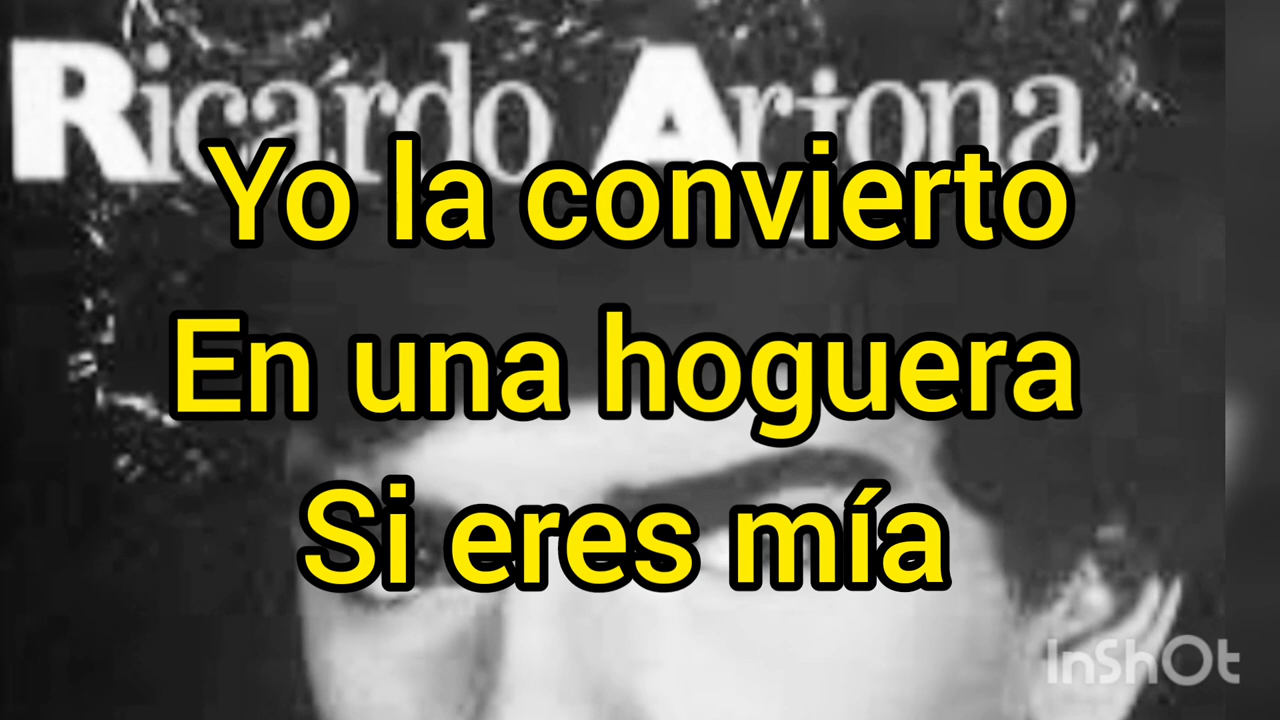 Ricardo Arjona
Yo la convierto
En una hoguera
Si eres mía
InShOt